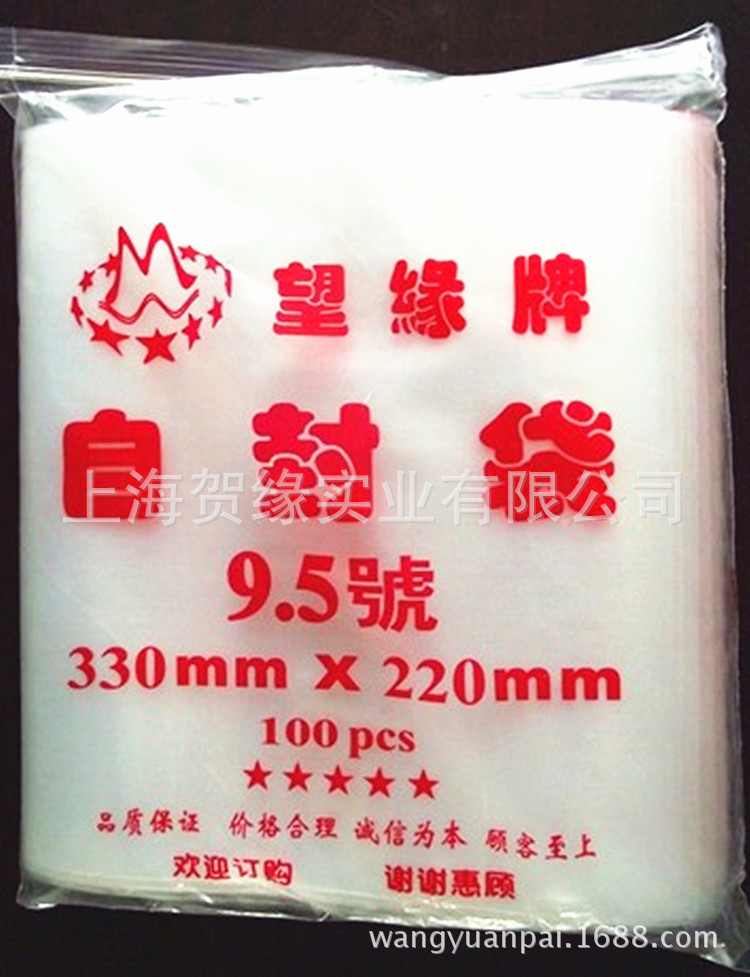 望緣牌
自封袋
上海贺缘实业有限公司
9.5號
330mm x 220mm
100 pcs
品质保证 价格合理 诚信为本 顾客至上
欢迎订购 谢谢惠顾
wangyuanpai.1688.com